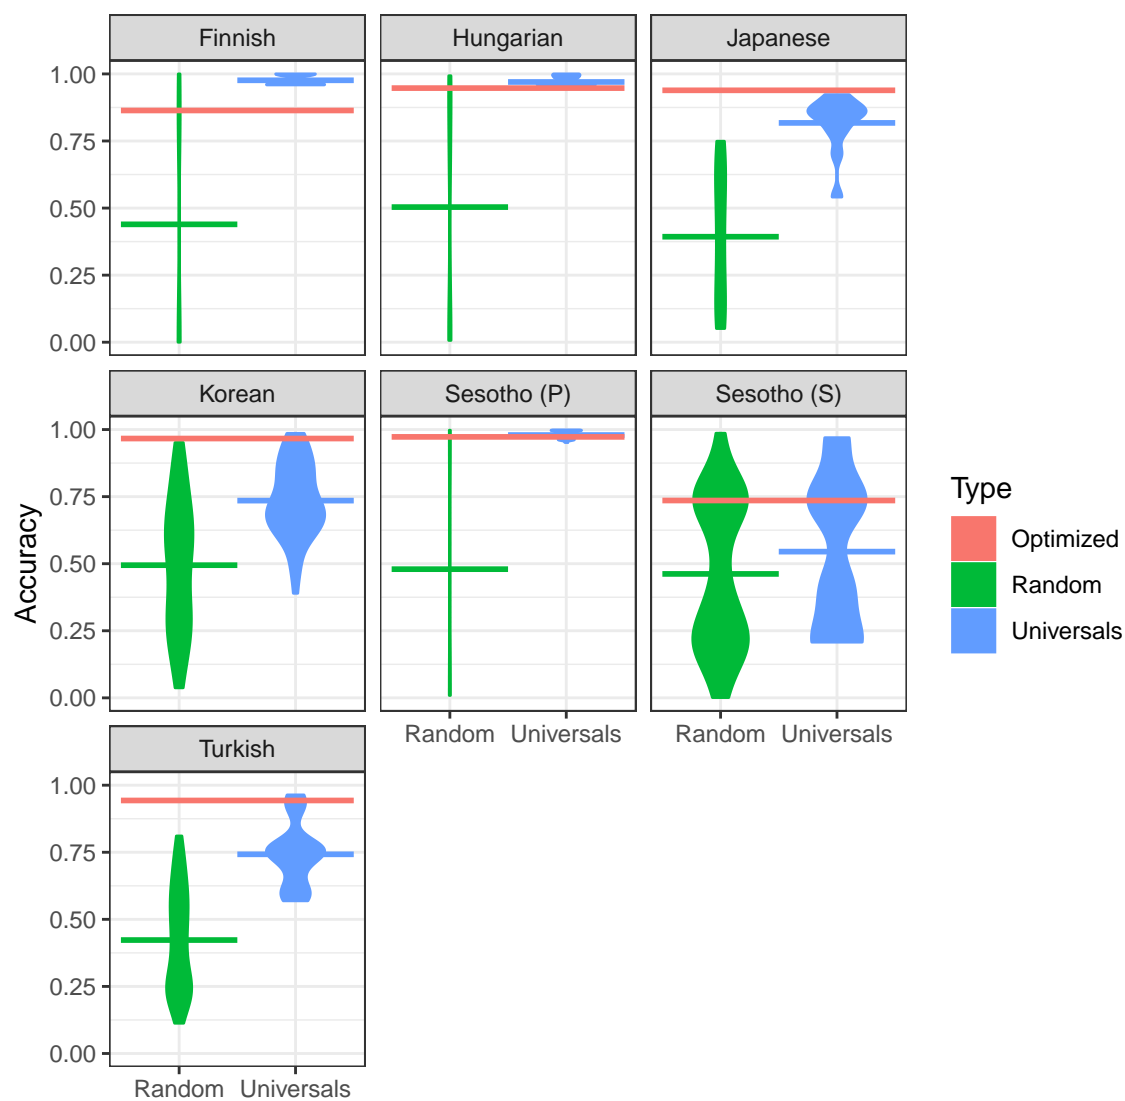 Finnish Hungarian Japanese
1.00
0.75
0.50
0.25
0.00
Korean Sesotho (P) Sesotho (S)
1.00
0.75
0.50
0.25
0.00
Accuracy
Random Universals Random Universals
Turkish
1.00
0.75
0.50
0.25
0.00
Random Universals
Type
Optimized
Random
Universals